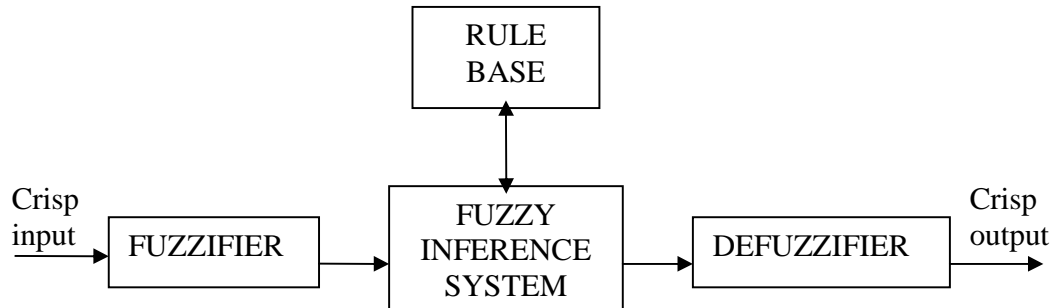 RULE
BASE
Crisp
input
FUZZIFIER
FUZZY
INFERENCE
SYSTEM
DEFUZZIFIER
Crisp
output